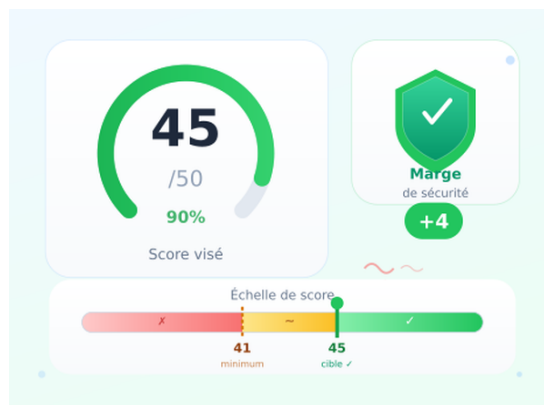 45
/50
90%
Score visé
Marge
de sécurité
+4
Échelle de score
✗
~
✓
41
minimum
45
cible ✓